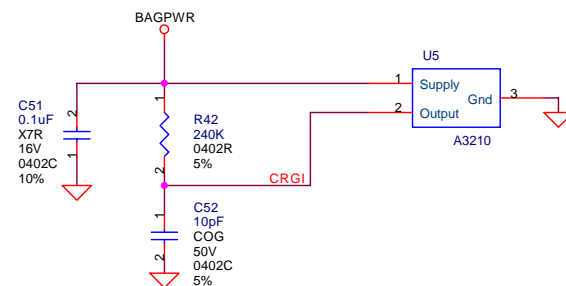 BAGPWR
C51
0.1uF
X7R
16V
0402C
10%
2
1
1
R42
240K
0402R
5%
2
CRGI
1
C52
10pF
COG
50V
0402C
5%
2
U5
1 Supply
Gnd 3
2 Output
A3210